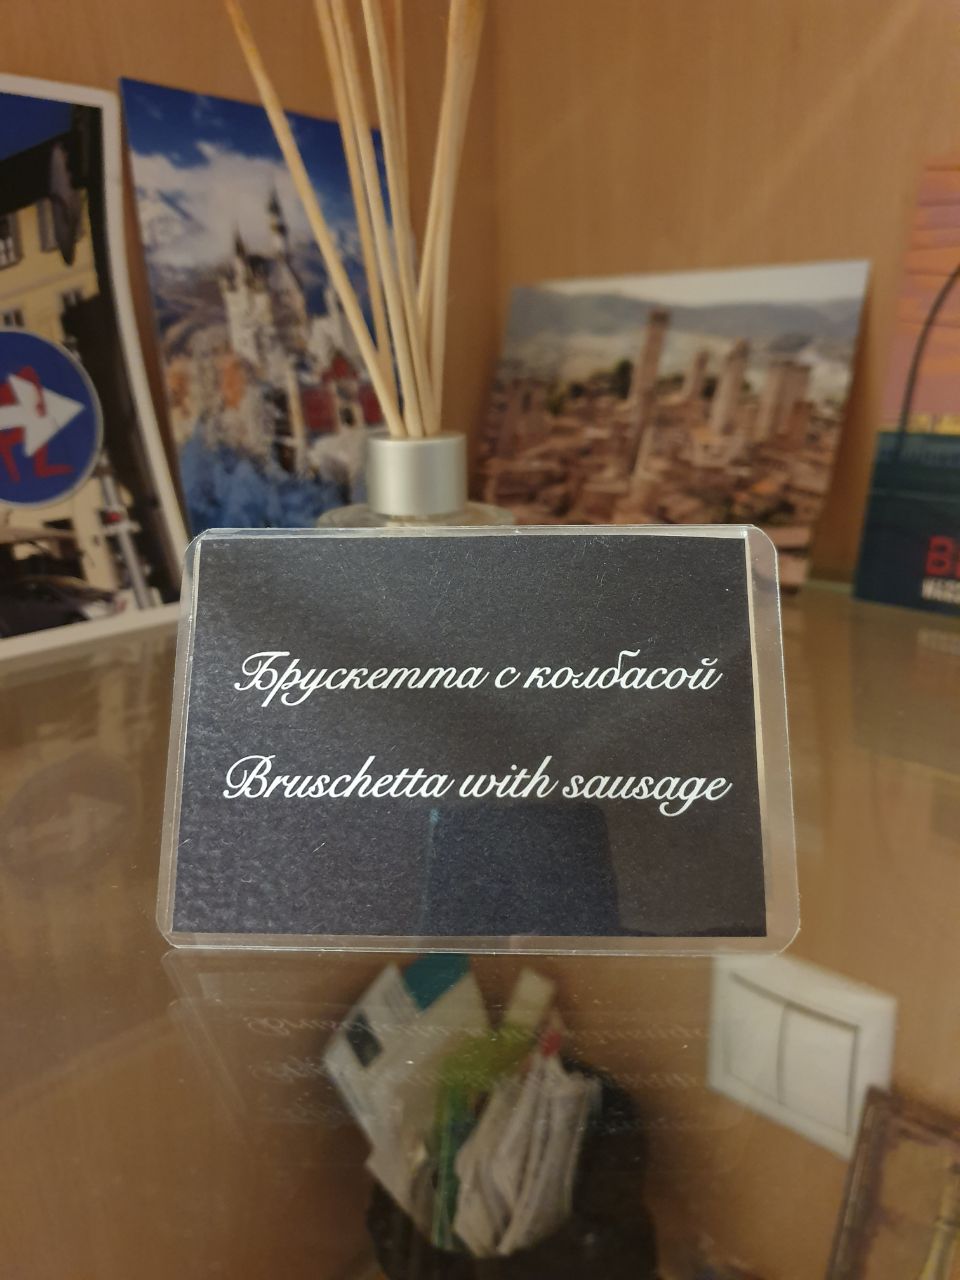 Брускетта с колбасой
Bruschetta with sausage